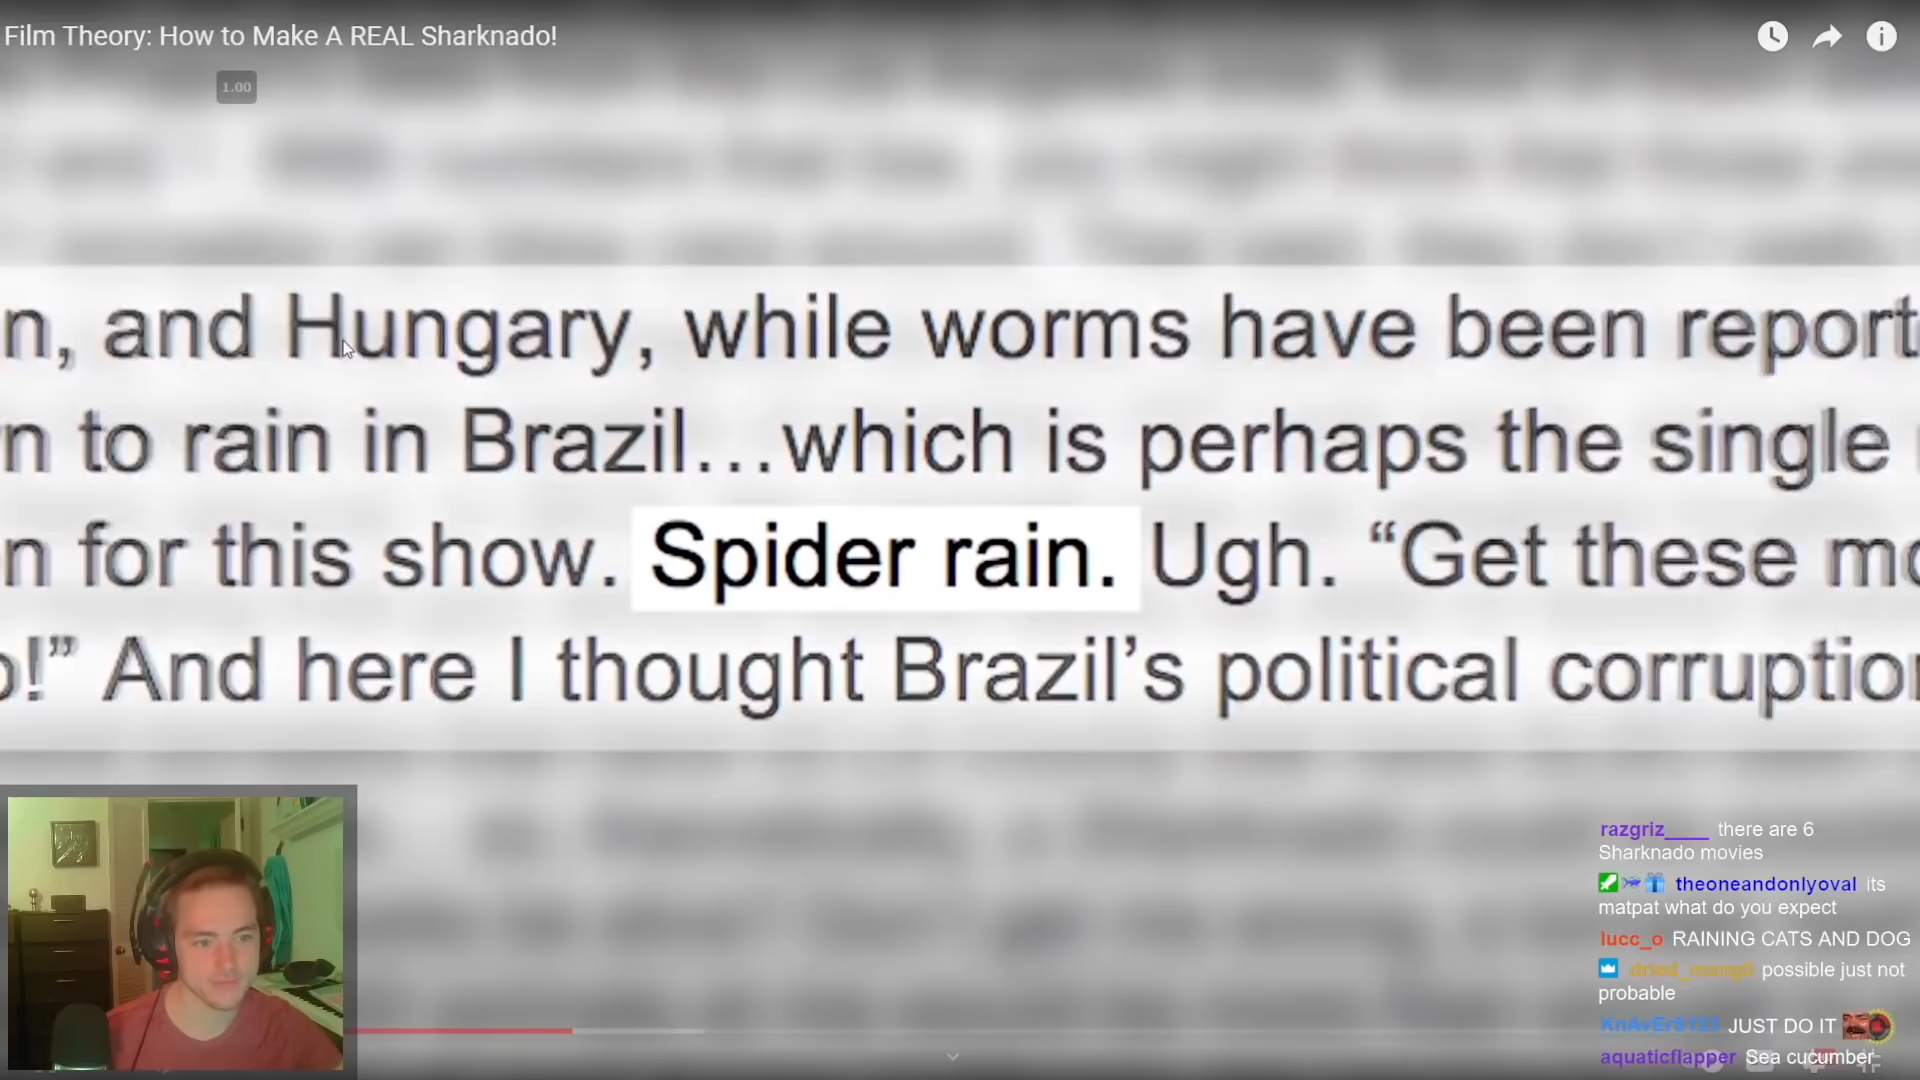 Film Theory: How to Make A REAL Sharknado!
1.00
n, and Hungary, while worms have been report
n to rain in Brazil...which is perhaps the single
n for this show. Spider rain. Ugh. “Get these mo
o!” And here I thought Brazil’s political corruption
razgriz____ there are 6
Sharknado movies
theoneandonlyoval its
matpat what do you expect
lucc_o RAINING CATS AND DOG
possible just not
probable
JUST DO IT
aquaticflapper Sea cucumber